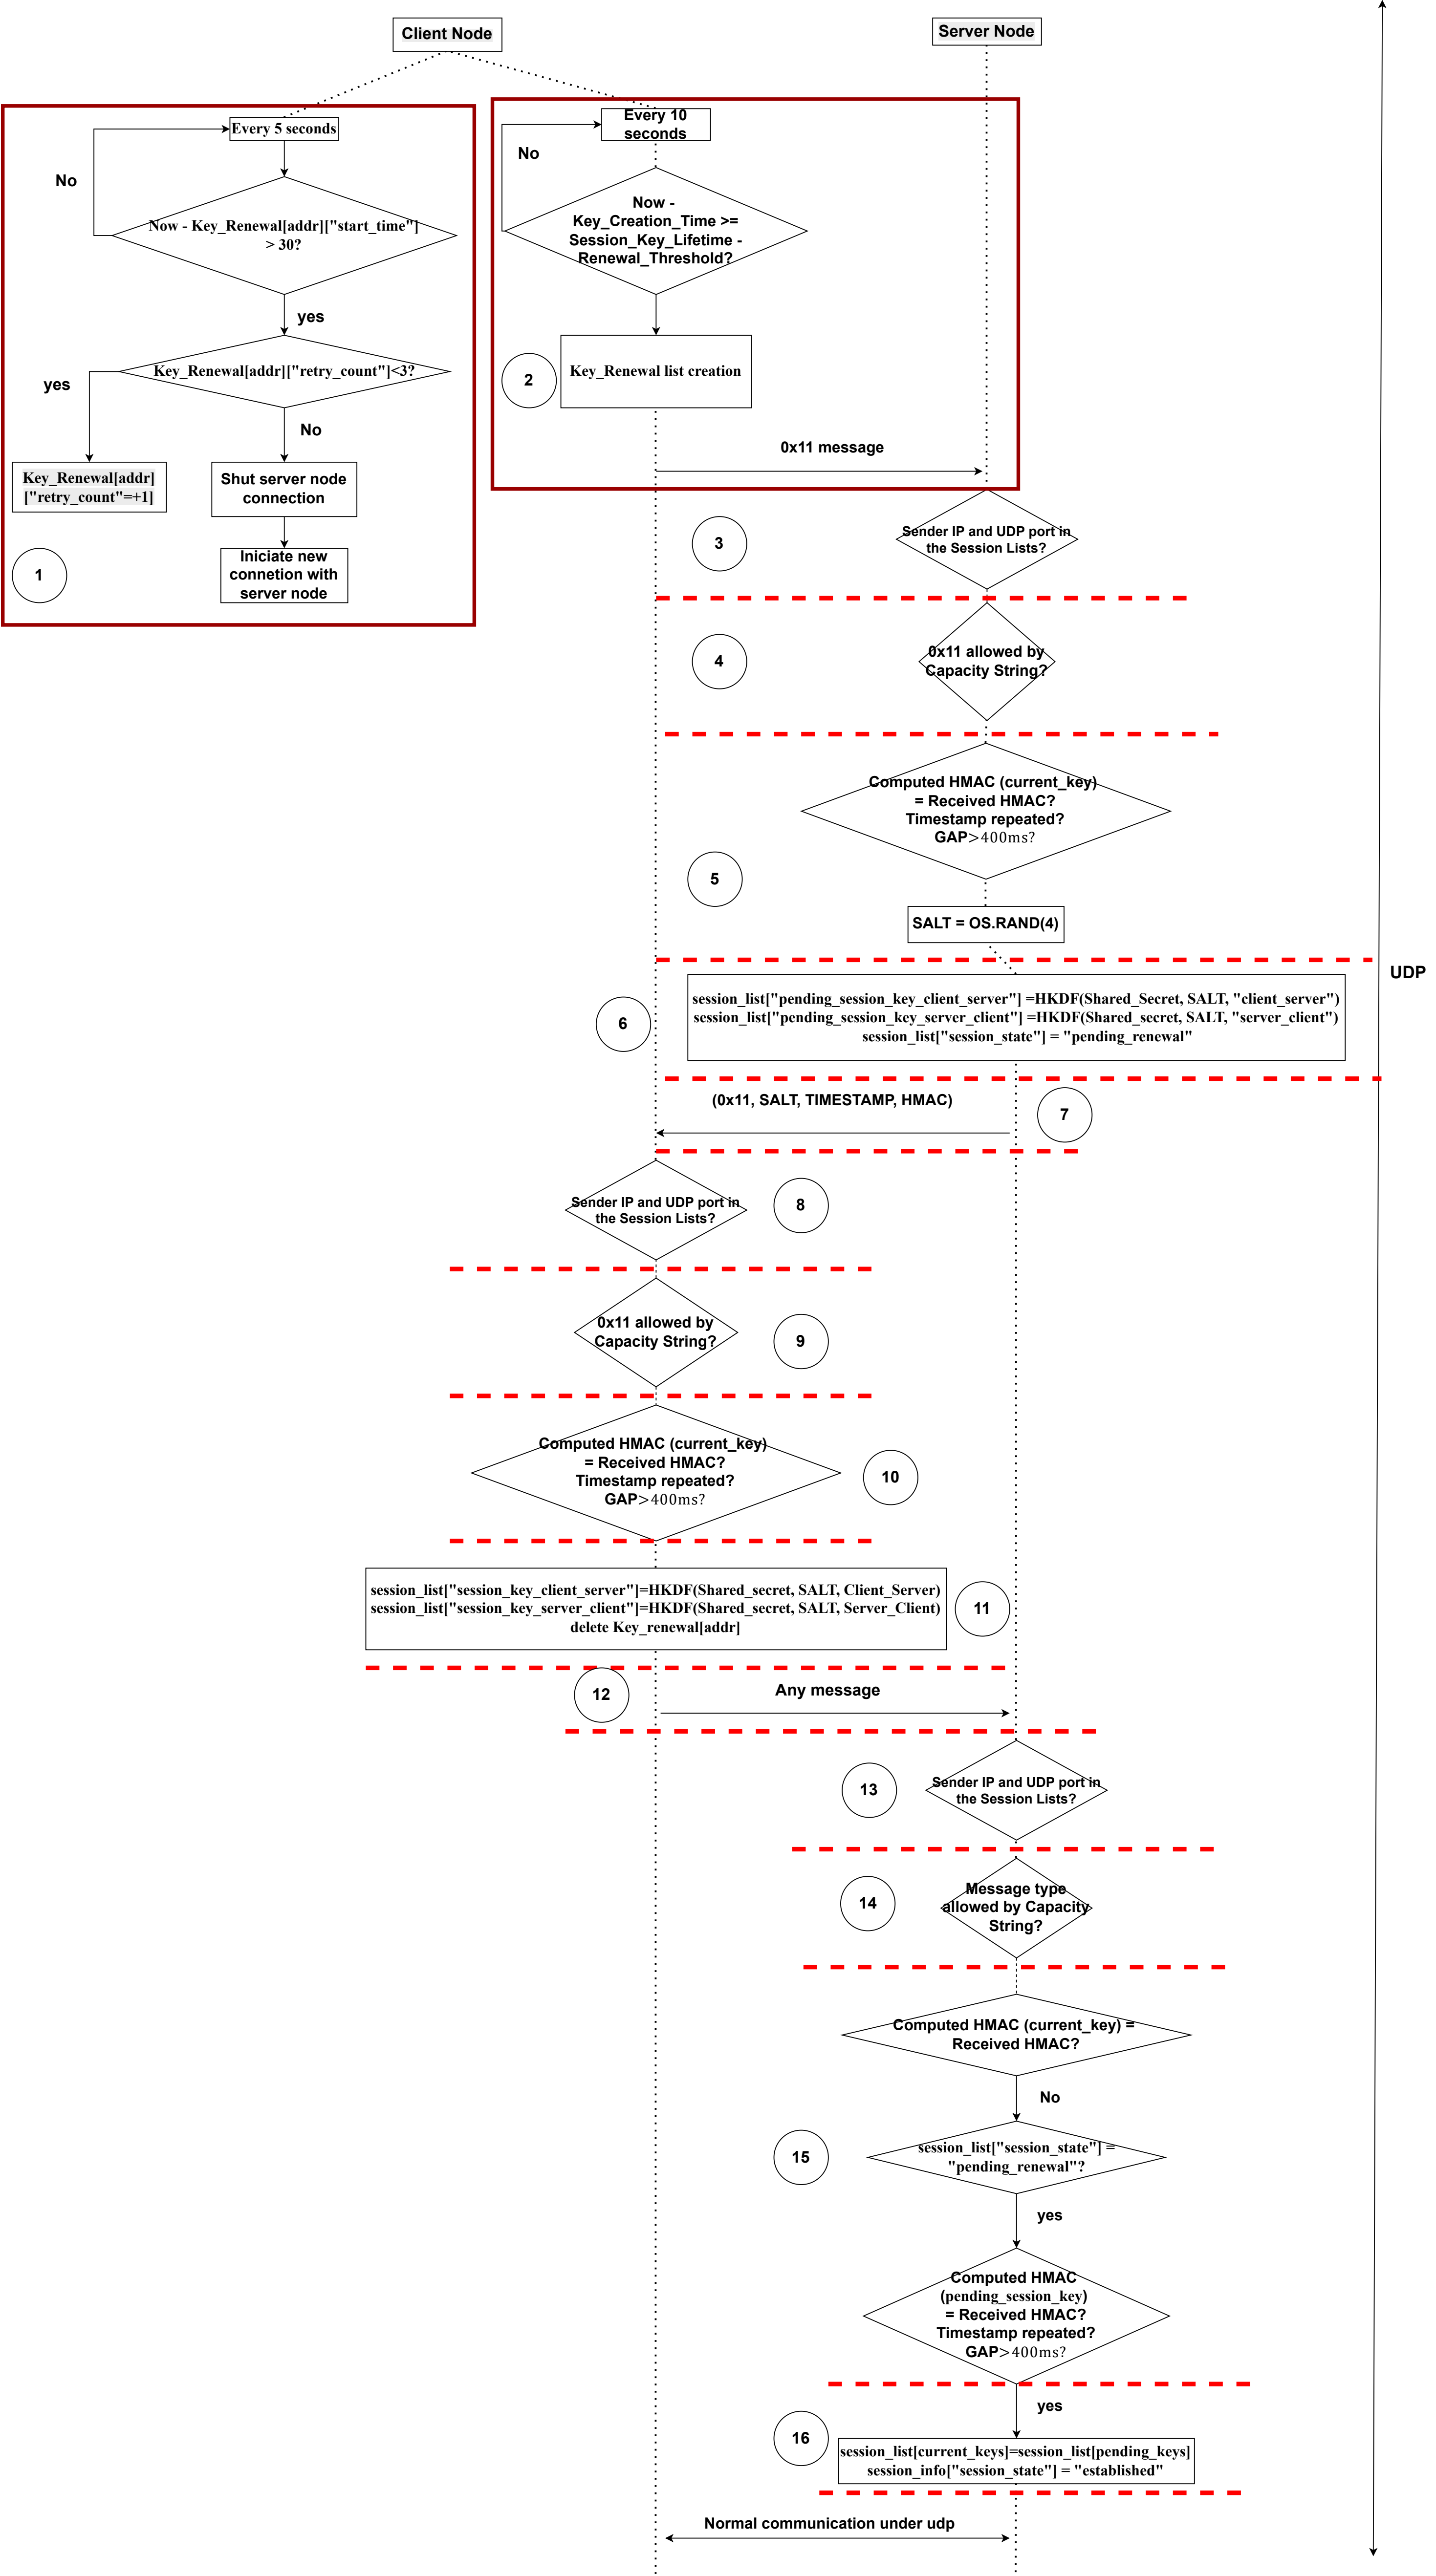 Client Node
Server Node
Every 5 seconds
No
Now - Key_Renewal[addr]["start_time"]
> 30?
yes
Key_Renewal[addr]["retry_count"]<3?
yes
No
Key_Renewal[addr]
["retry_count"=+1]
Shut server node
connection
Iniciate new
connetion with
server node
1
Every 10
seconds
No
Now -
Key_Creation_Time >=
Session_Key_Lifetime -
Renewal_Threshold?
2
Key_Renewal list creation
0x11 message
3
Sender IP and UDP port in
the Session Lists?
4
0x11 allowed by
Capacity String?
Computed HMAC (current_key)
= Received HMAC?
Timestamp repeated?
GAP>400ms?
5
SALT = OS.RAND(4)
UDP
6
session_list["pending_session_key_client_server"] =HKDF(Shared_Secret, SALT, "client_server")
session_list["pending_session_key_server_client"] =HKDF(Shared_secret, SALT, "server_client")
session_list["session_state"] = "pending_renewal"
(0x11, SALT, TIMESTAMP, HMAC)
7
Sender IP and UDP port in
the Session Lists?
8
0x11 allowed by
Capacity String?
9
Computed HMAC (current_key)
= Received HMAC?
Timestamp repeated?
GAP>400ms?
10
session_list["session_key_client_server"]=HKDF(Shared_secret, SALT, Client_Server)
session_list["session_key_server_client"]=HKDF(Shared_secret, SALT, Server_Client)
delete Key_renewal[addr]
11
12
Any message
13
Sender IP and UDP port in
the Session Lists?
14
Message type
allowed by Capacity
String?
Computed HMAC (current_key) =
Received HMAC?
No
15
session_list["session_state"] =
"pending_renewal"?
yes
Computed HMAC
(pending_session_key)
= Received HMAC?
Timestamp repeated?
GAP>400ms?
yes
16
session_list[current_keys]=session_list[pending_keys]
session_info["session_state"] = "established"
Normal communication under udp